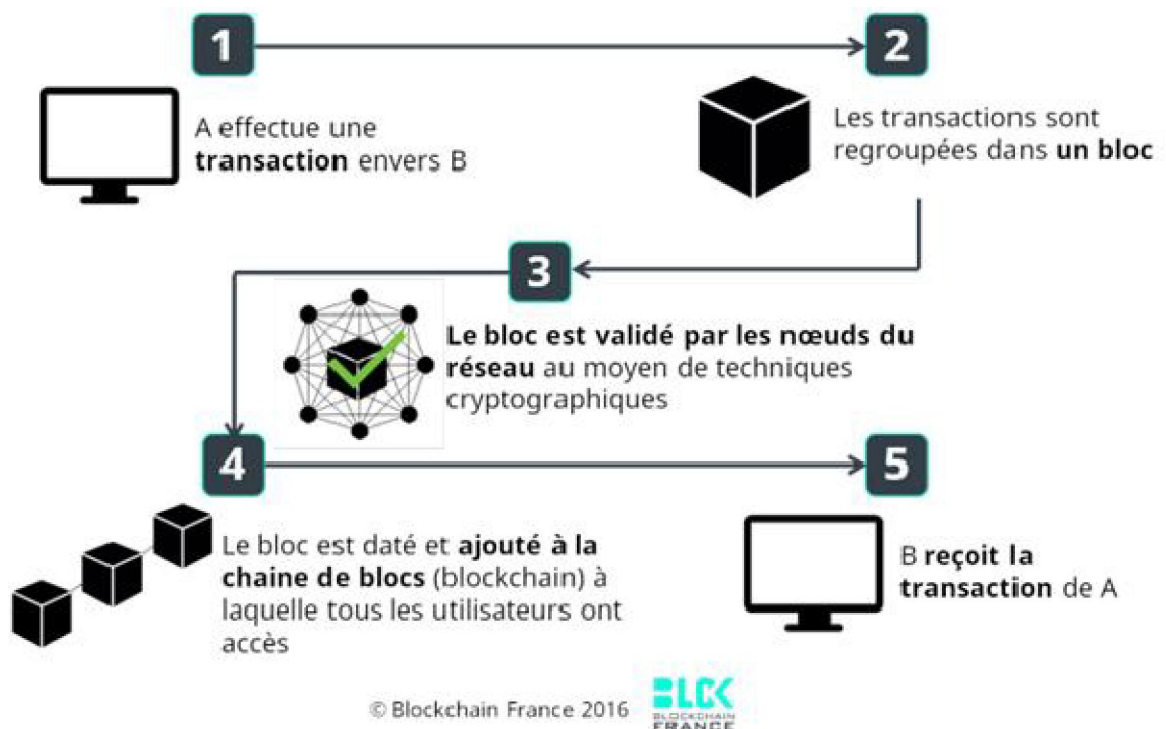 1
2
A effectue une
transaction envers B
Les transactions sont
regroupées dans un bloc
3
Le bloc est validé par les nœuds du
réseau au moyen de techniques
cryptographiques
4
5
Le bloc est daté et ajouté à la
chaine de blocs (blockchain) à
laquelle tous les utilisateurs ont
accès
B reçoit la
transaction de A
© Blockchain France 2016
BLCK
BLOCKCHAIN
FRANCE